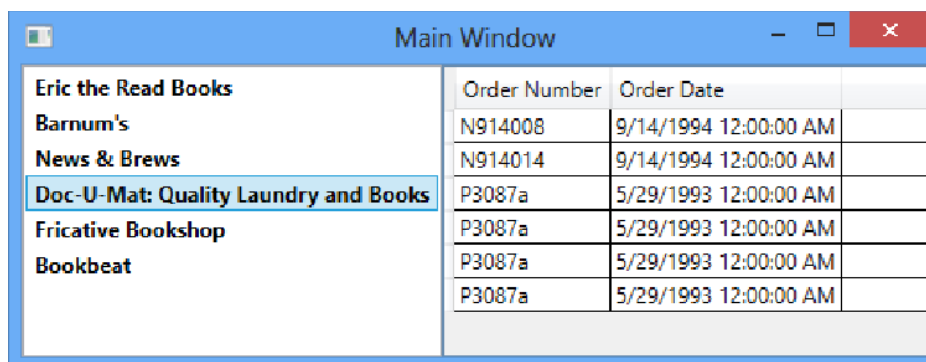 Main Window
Eric the Read Books
Barnum's
News & Brews
Doc-U-Mat: Quality Laundry and Books
Fricative Bookshop
Bookbeat
Order Number Order Date
N914008 9/14/1994 12:00:00 AM
N914014 9/14/1994 12:00:00 AM
P3087a 5/29/1993 12:00:00 AM
P3087a 5/29/1993 12:00:00 AM
P3087a 5/29/1993 12:00:00 AM
P3087a 5/29/1993 12:00:00 AM